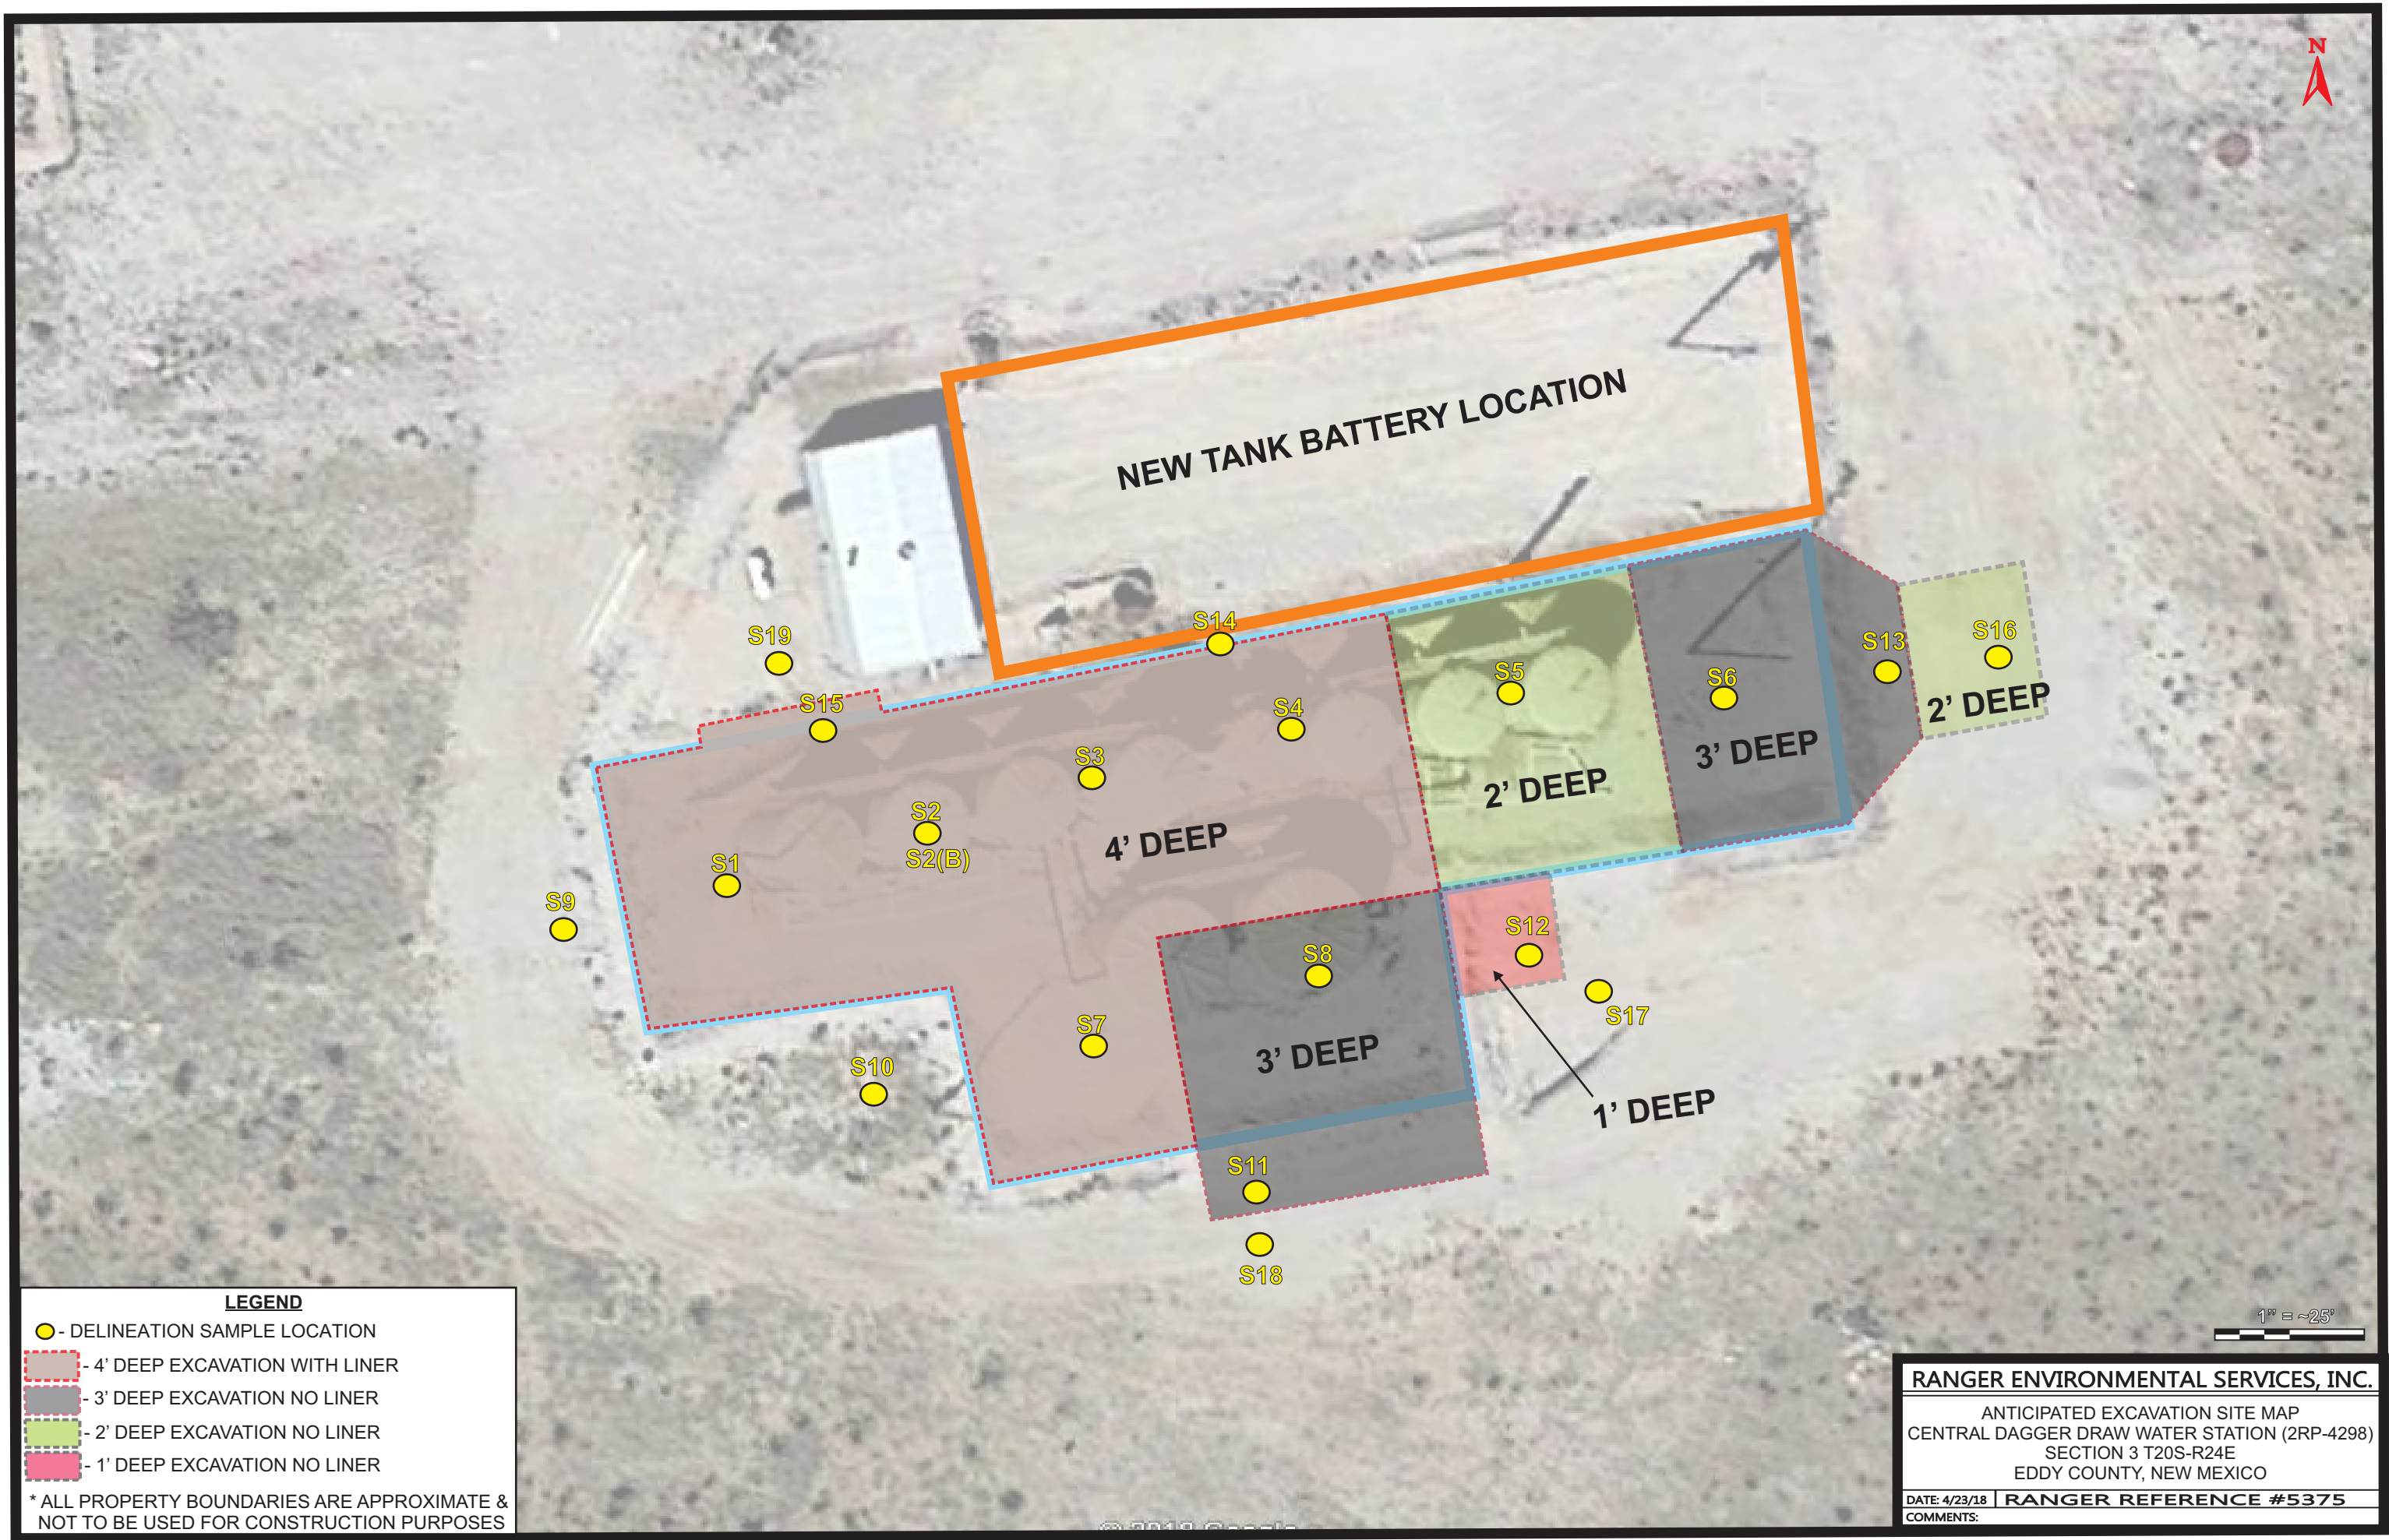 N
NEW TANK BATTERY LOCATION
S14
S19
S13
S16
S5
S6
S15
S4
2' DEEP
S3
3' DEEP
2' DEEP
S2
4' DEEP
S2(B)
S1
S9
S12
S8
S17
S7
3' DEEP
S10
1' DEEP
S11
S18
1" = ~25'
LEGEND
- DELINEATION SAMPLE LOCATION
- 4' DEEP EXCAVATION WITH LINER
- 3' DEEP EXCAVATION NO LINER
- 2' DEEP EXCAVATION NO LINER
- 1' DEEP EXCAVATION NO LINER
* ALL PROPERTY BOUNDARIES ARE APPROXIMATE &
NOT TO BE USED FOR CONSTRUCTION PURPOSES
RANGER ENVIRONMENTAL SERVICES, INC.
ANTICIPATED EXCAVATION SITE MAP
CENTRAL DAGGER DRAW WATER STATION (2RP-4298)
SECTION 3 T20S-R24E
EDDY COUNTY, NEW MEXICO
DATE: 4/23/18 RANGER REFERENCE #5375
COMMENTS: